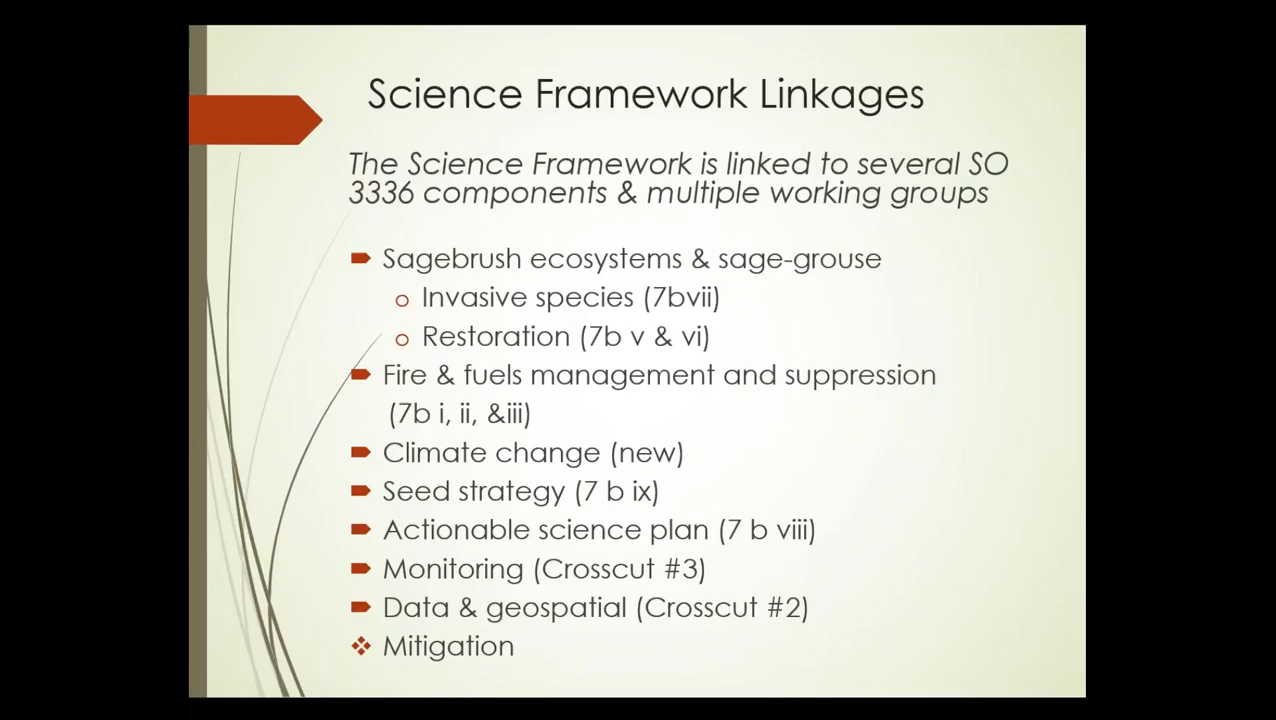 Science Framework Linkages
The Science Framework is linked to several SO
3336 components & multiple working groups
Sagebrush ecosystems & sage-grouse
Invasive species (7bvii)
Restoration (7b v & vi)
Fire & fuels management and suppression
(7b i, ii, &iii)
Climate change (new)
Seed strategy (7 b ix)
Actionable science plan (7 b viii)
Monitoring (Crosscut #3)
Data & geospatial (Crosscut #2)
Mitigation